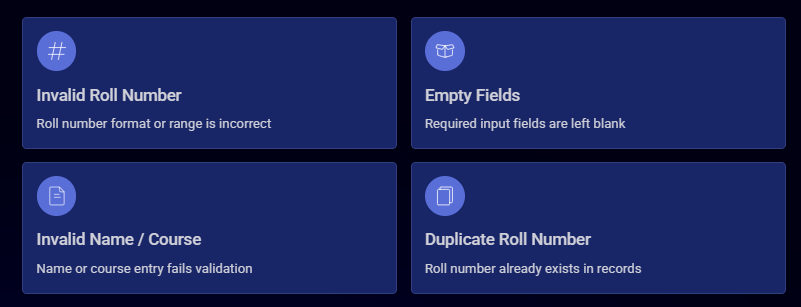 Invalid Roll Number
Roll number format or range is incorrect
Empty Fields
Required input fields are left blank
Invalid Name / Course
Name or course entry fails validation
Duplicate Roll Number
Roll number already exists in records